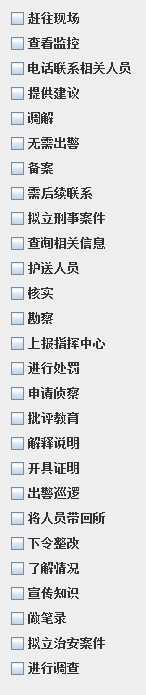 赶往现场
查看监控
电话联系相关人员
提供建议
调解
无需出警
备案
需后续联系
拟立刑事案件
查询相关信息
护送人员
核实
勘察
上报指挥中心
进行处罚
申请侦察
批评教育
解释说明
开具证明
出警巡逻
将人员带回所
下令整改
了解情况
宣传知识
做笔录
拟立治安案件
进行调查